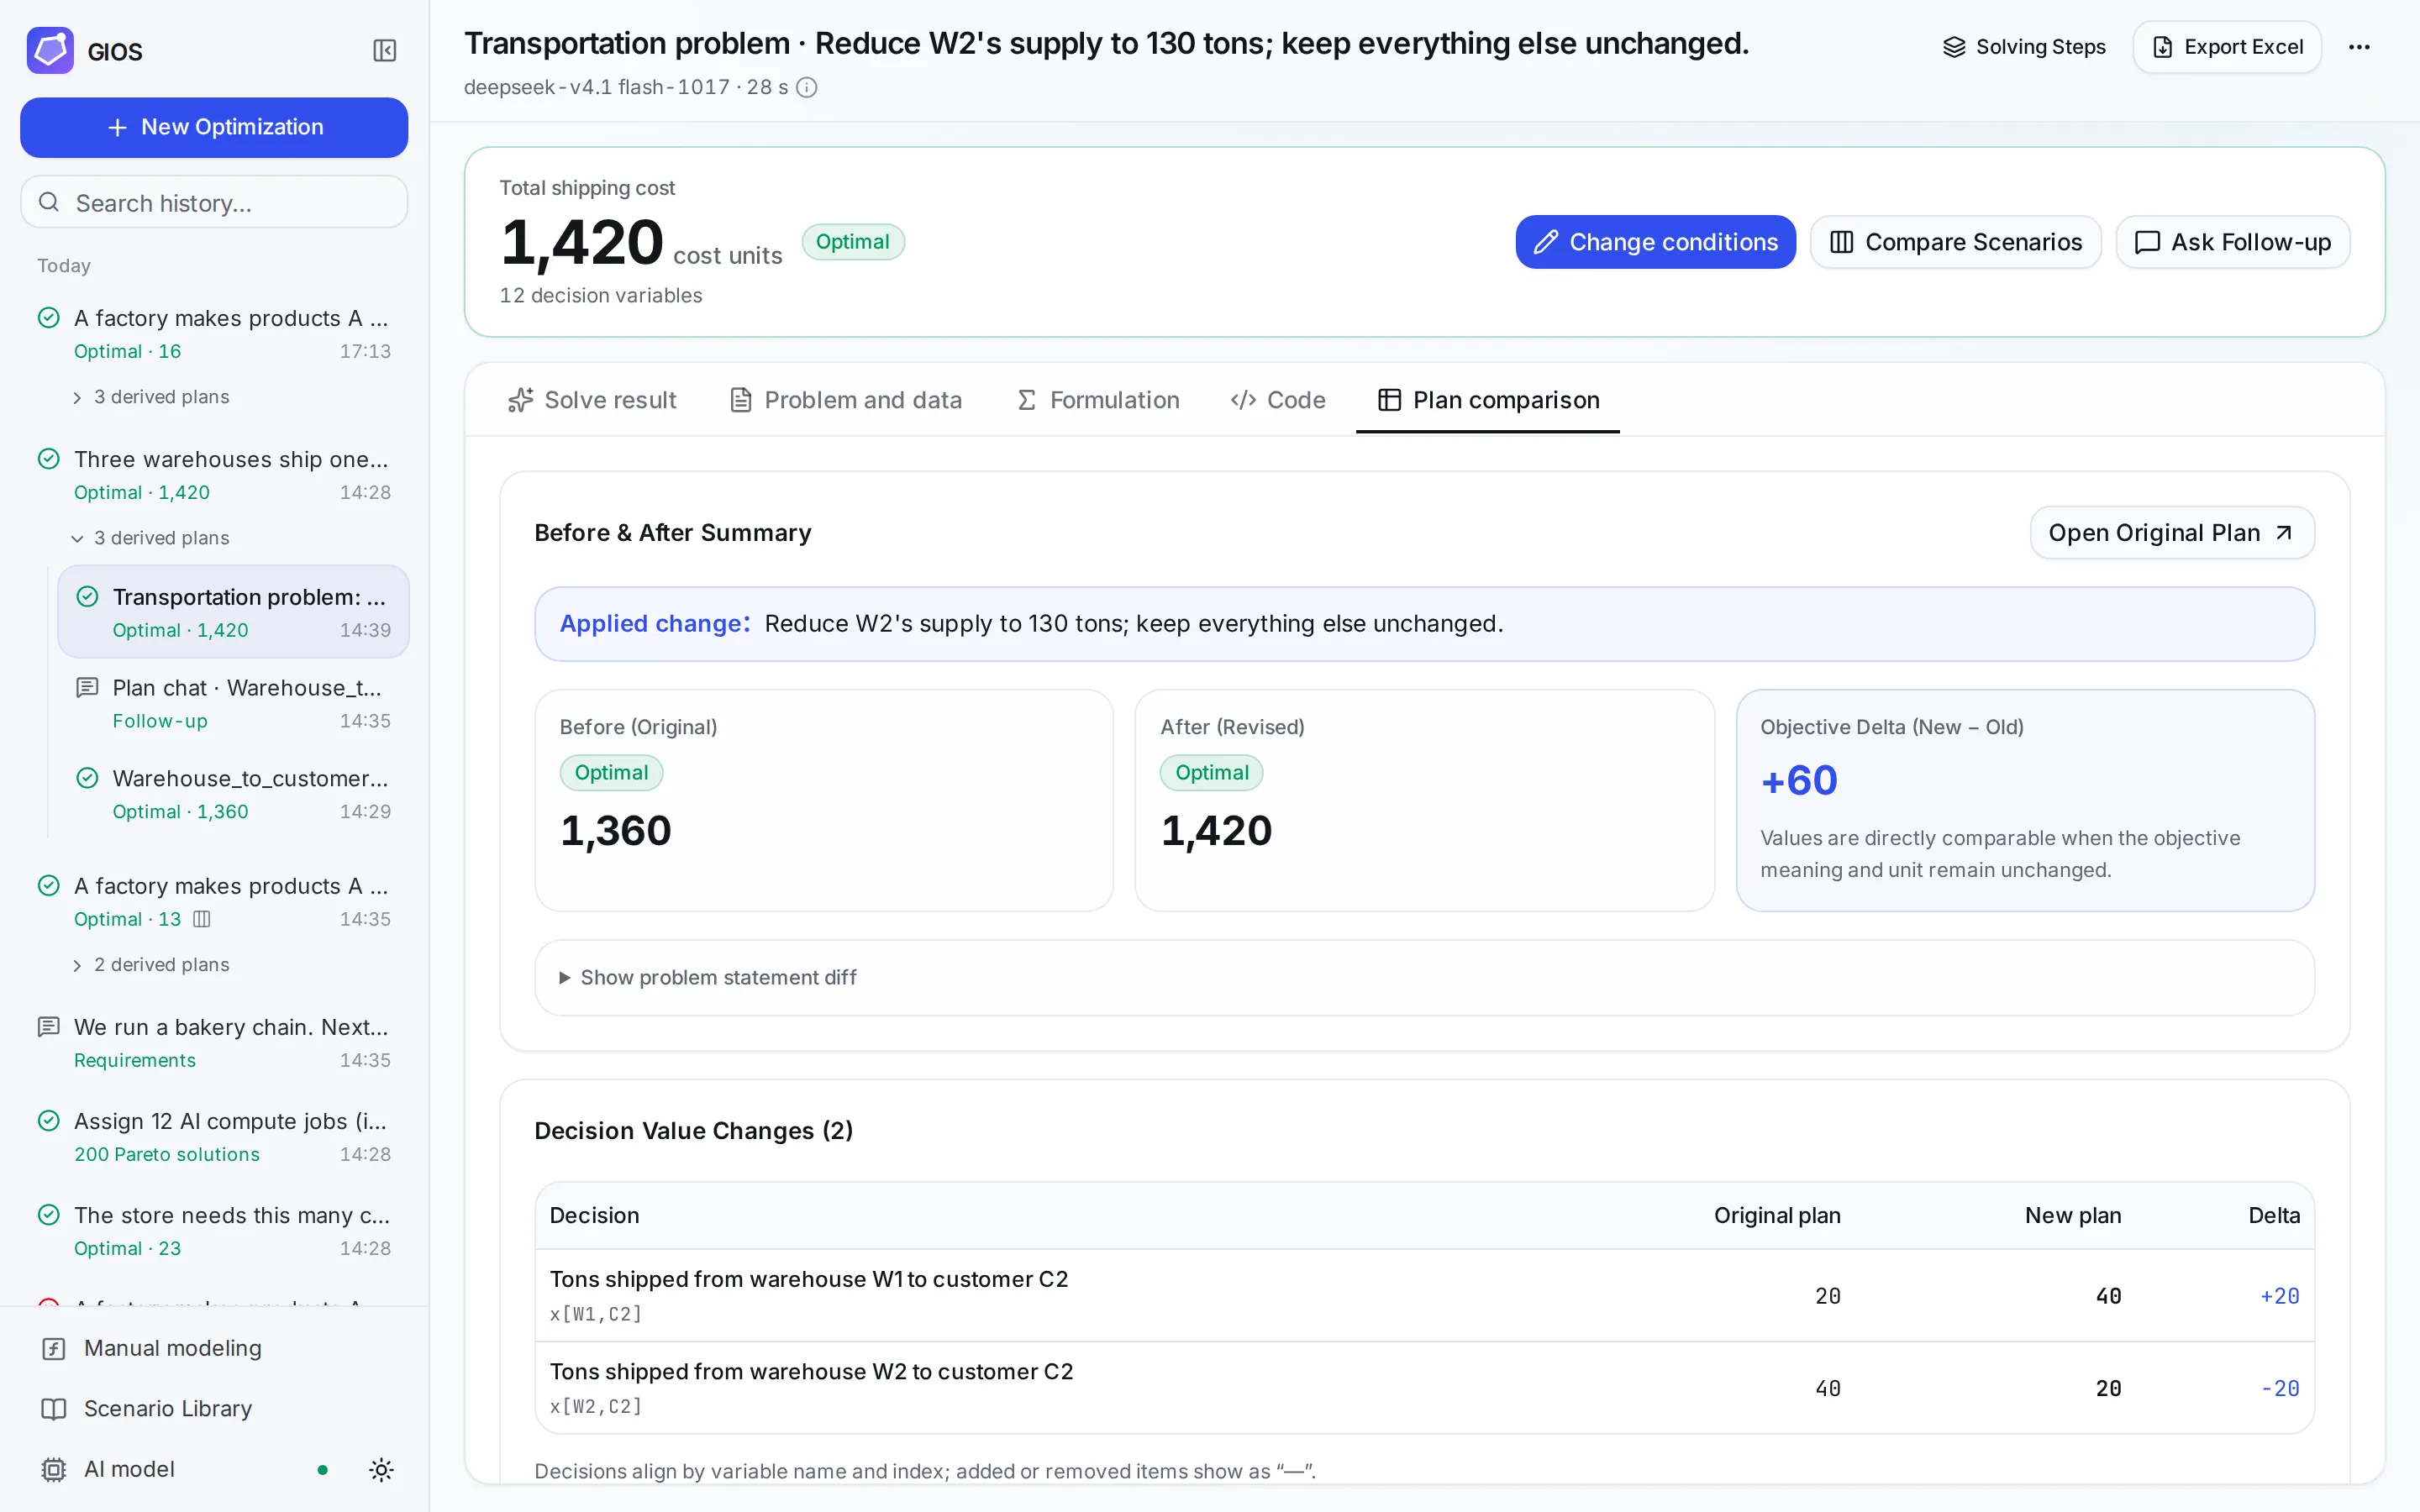 GIOS
New Optimization
Search history...
Today
A factory makes products A ...
Optimal · 16 17:13
3 derived plans
Three warehouses ship one...
Optimal · 1,420 14:28
3 derived plans
Transportation problem: ...
Optimal · 1,420 14:39
Plan chat · Warehouse_t...
Follow-up 14:35
Warehouse_to_customer...
Optimal · 1,360 14:29
A factory makes products A ...
Optimal · 13 14:35
2 derived plans
We run a bakery chain. Next...
Requirements 14:35
Assign 12 AI compute jobs (i...
200 Pareto solutions 14:28
The store needs this many c...
Optimal · 23 14:28
Manual modeling
Scenario Library
AI model
Transportation problem · Reduce W2's supply to 130 tons; keep everything else unchanged.
deepseek-v4.1 flash-1017 · 28 s
Solving Steps
Export Excel
Total shipping cost
1,420 cost units Optimal
12 decision variables
Change conditions
Compare Scenarios
Ask Follow-up
Solve result
Problem and data
Formulation
Code
Plan comparison
Before & After Summary
Open Original Plan
Applied change: Reduce W2's supply to 130 tons; keep everything else unchanged.
Before (Original)
Optimal
1,360
After (Revised)
Optimal
1,420
Objective Delta (New – Old)
+60
Values are directly comparable when the objective
meaning and unit remain unchanged.
Show problem statement diff
Decision Value Changes (2)
Decision Original plan New plan Delta
Tons shipped from warehouse W1 to customer C2
x[W1,C2]
20 40 +20
Tons shipped from warehouse W2 to customer C2
x[W2,C2]
40 20 -20
Decisions align by variable name and index; added or removed items show as “—”.